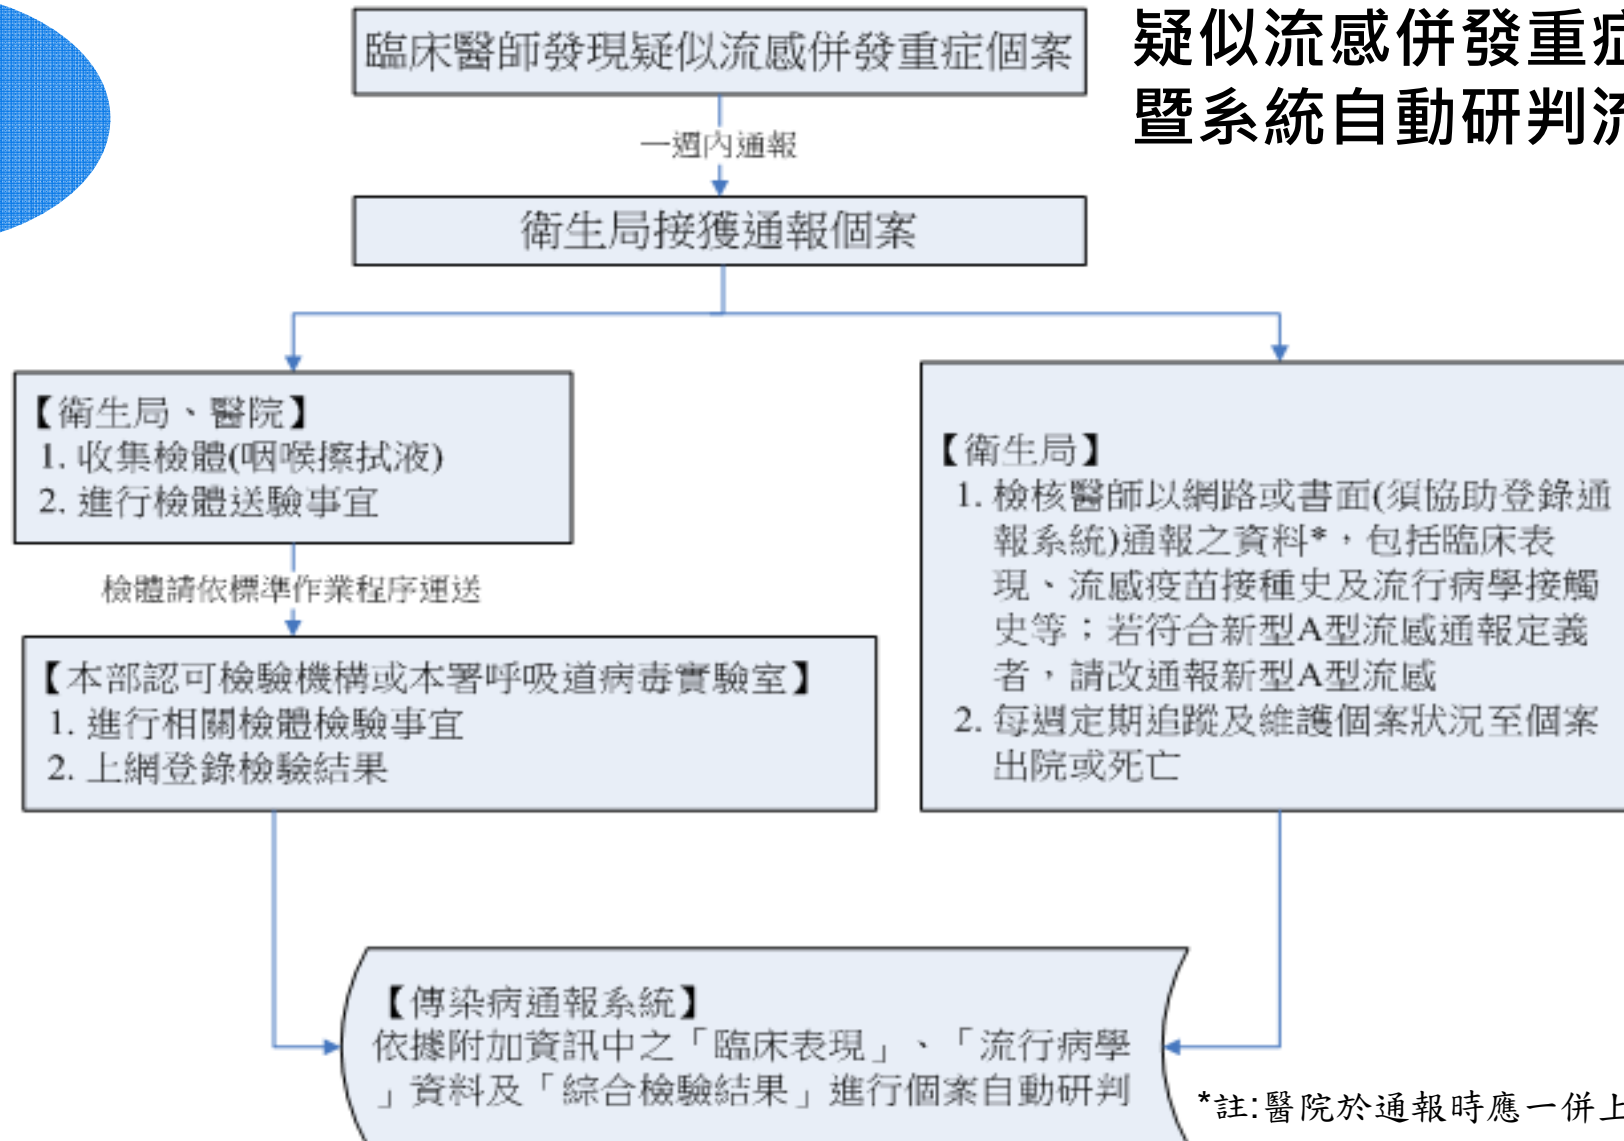 疑似流感併發重症
暨系統自動研判流
臨床醫師發現疑似流感併發重症個案
一週內通報
衛生局接獲通報個案
【衛生局、醫院】
1. 收集檢體(咽喉擦拭液)
2. 進行檢體送驗事宜
檢體請依標準作業程序運送
【本部認可檢驗機構或本署呼吸道病毒實驗室】
1. 進行相關檢體檢驗事宜
2. 上網登錄檢驗結果
【衛生局】
1. 檢核醫師以網路或書面(須協助登錄通
報系統)通報之資料*，包括臨床表
現、流感疫苗接種史及流行病學接觸
史等；若符合新型A型流感通報定義
者，請改通報新型A型流感
2. 每週定期追蹤及維護個案狀況至個案
出院或死亡
【傳染病通報系統】
依據附加資訊中之「臨床表現」、「流行病學
」資料及「綜合檢驗結果」進行個案自動研判
*註:醫院於通報時應一併上